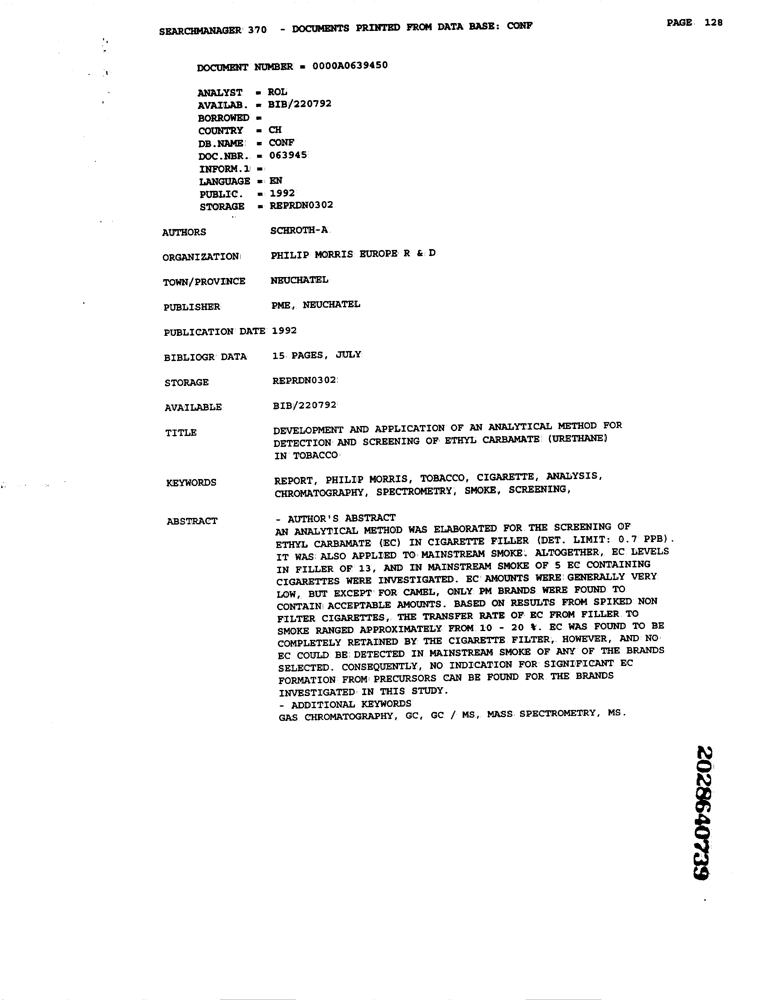 SEARCHMANAGER 370 - DOCUMENTS PRINTED FROM DATA BASE: CONF PAGE 128
DOCUMENT NUMBER = 0000A0639450
ANALYST = ROL
AVAILAB. = BIB/220792
BORROWED =
COUNTRY = CH
DB.NAME = CONF
DOC.NBR. = 063945
INFORM.1 =
LANGUAGE = EN
PUBLIC. = 1992
STORAGE = REPRDN0302
AUTHORS SCHROTH-A
ORGANIZATION PHILIP MORRIS EUROPE R & D
TOWN/PROVINCE NEUCHATEL
PUBLISHER PME, NEUCHATEL
PUBLICATION DATE 1992
BIBLIOGR DATA 15 PAGES, JULY
STORAGE REPRDN0302
AVAILABLE BIB/220792
TITLE DEVELOPMENT AND APPLICATION OF AN ANALYTICAL METHOD FOR
DETECTION AND SCREENING OF ETHYL CARBAMATE (URETHANE)
IN TOBACCO
KEYWORDS REPORT, PHILIP MORRIS, TOBACCO, CIGARETTE, ANALYSIS,
CHROMATOGRAPHY, SPECTROMETRY, SMOKE, SCREENING,
ABSTRACT - AUTHOR'S ABSTRACT
AN ANALYTICAL METHOD WAS ELABORATED FOR THE SCREENING OF
ETHYL CARBAMATE (EC) IN CIGARETTE FILLER (DET. LIMIT: 0.7 PPB).
IT WAS ALSO APPLIED TO MAINSTREAM SMOKE. ALTOGETHER, EC LEVELS
IN FILLER OF 13, AND IN MAINSTREAM SMOKE OF 5 EC CONTAINING
CIGARETTES WERE INVESTIGATED. EC AMOUNTS WERE GENERALLY VERY
LOW, BUT EXCEPT FOR CAMEL, ONLY PM BRANDS WERE FOUND TO
CONTAIN ACCEPTABLE AMOUNTS. BASED ON RESULTS FROM SPIKED NON
FILTER CIGARETTES, THE TRANSFER RATE OF EC FROM FILLER TO
SMOKE RANGED APPROXIMATELY FROM 10 - 20 %. EC WAS FOUND TO BE
COMPLETELY RETAINED BY THE CIGARETTE FILTER, HOWEVER, AND NO
EC COULD BE DETECTED IN MAINSTREAM SMOKE OF ANY OF THE BRANDS
SELECTED. CONSEQUENTLY, NO INDICATION FOR SIGNIFICANT EC
FORMATION FROM PRECURSORS CAN BE FOUND FOR THE BRANDS
INVESTIGATED IN THIS STUDY.
- ADDITIONAL KEYWORDS
GAS CHROMATOGRAPHY, GC, GC / MS, MASS SPECTROMETRY, MS.
2028640739